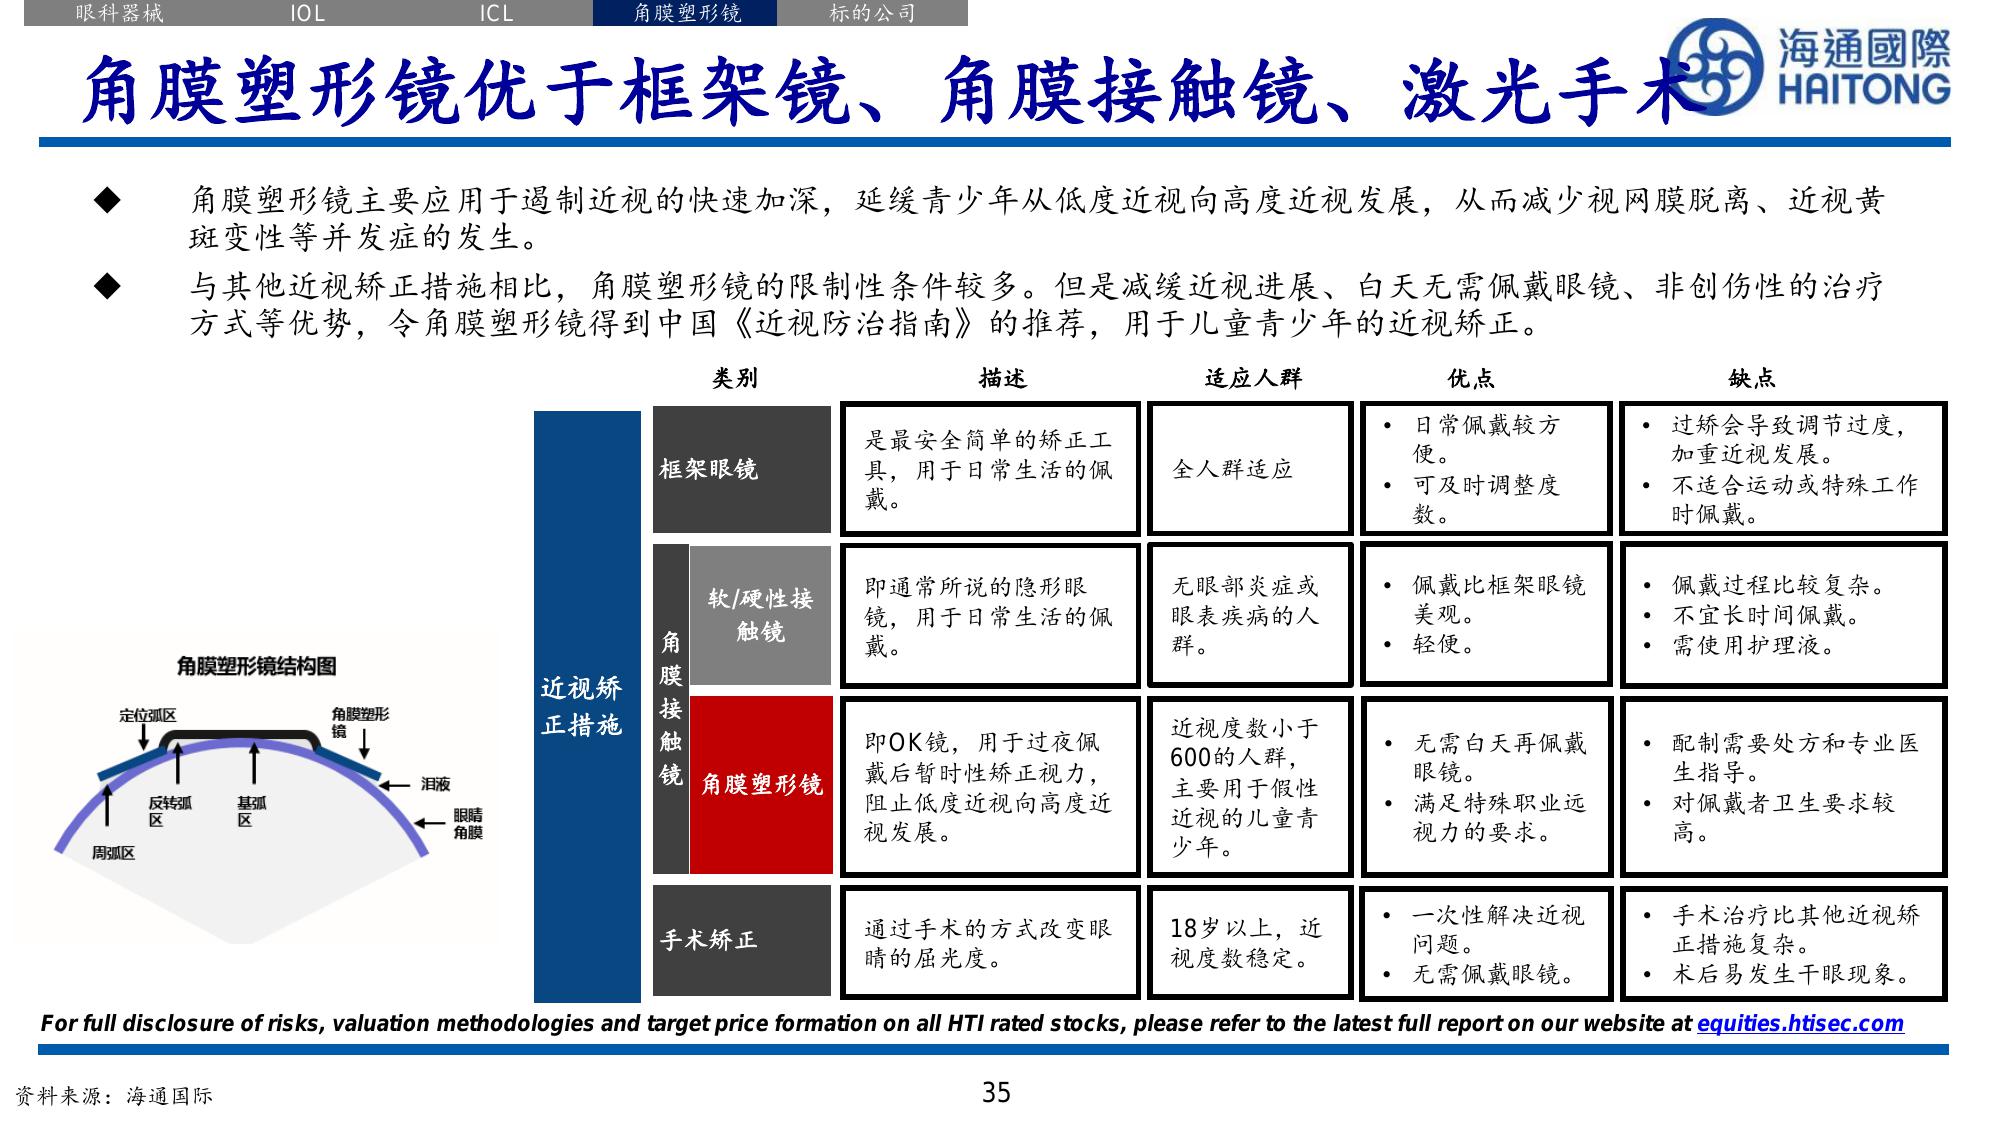 眼科器械
IOL
ICL
角膜塑形镜
标的公司
角膜塑形镜优于框架镜、角膜接触镜、激光手术
海通國際
HAITONG
◆ 角膜塑形镜主要应用于遏制近视的快速加深，延缓青少年从低度近视向高度近视发展，从而减少视网膜脱离、近视黄
斑变性等并发症的发生。
◆ 与其他近视矫正措施相比，角膜塑形镜的限制性条件较多。但是减缓近视进展、白天无需佩戴眼镜、非创伤性的治疗
方式等优势，令角膜塑形镜得到中国《近视防治指南》的推荐，用于儿童青少年的近视矫正。
角膜塑形镜结构图
定位弧区
角膜塑形
镜
泪液
反转弧
区
基弧
区
眼睛
角膜
周弧区
类别
描述
适应人群
优点
缺点
近视矫
正措施
框架眼镜
是最安全简单的矫正工
具，用于日常生活的佩
戴。
全人群适应
• 日常佩戴较方
便。
• 可及时调整度
数。
• 过矫会导致调节过度，
加重近视发展。
• 不适合运动或特殊工作
时佩戴。
角
膜
接
触
镜
软/硬性接
触镜
即通常所说的隐形眼
镜，用于日常生活的佩
戴。
无眼部炎症或
眼表疾病的人
群。
• 佩戴比框架眼镜
美观。
• 轻便。
• 佩戴过程比较复杂。
• 不宜长时间佩戴。
• 需使用护理液。
角膜塑形镜
即OK镜，用于过夜佩
戴后暂时性矫正视力，
阻止低度近视向高度近
视发展。
近视度数小于
600的人群，
主要用于假性
近视的儿童青
少年。
• 无需白天再佩戴
眼镜。
• 满足特殊职业远
视力的要求。
• 配制需要处方和专业医
生指导。
• 对佩戴者卫生要求较
高。
手术矫正
通过手术的方式改变眼
睛的屈光度。
18岁以上，近
视度数稳定。
• 一次性解决近视
问题。
• 无需佩戴眼镜。
• 手术治疗比其他近视矫
正措施复杂。
• 术后易发生干眼现象。
For full disclosure of risks, valuation methodologies and target price formation on all HTI rated stocks, please refer to the latest full report on our website at equities.htisec.com
资料来源：海通国际
35